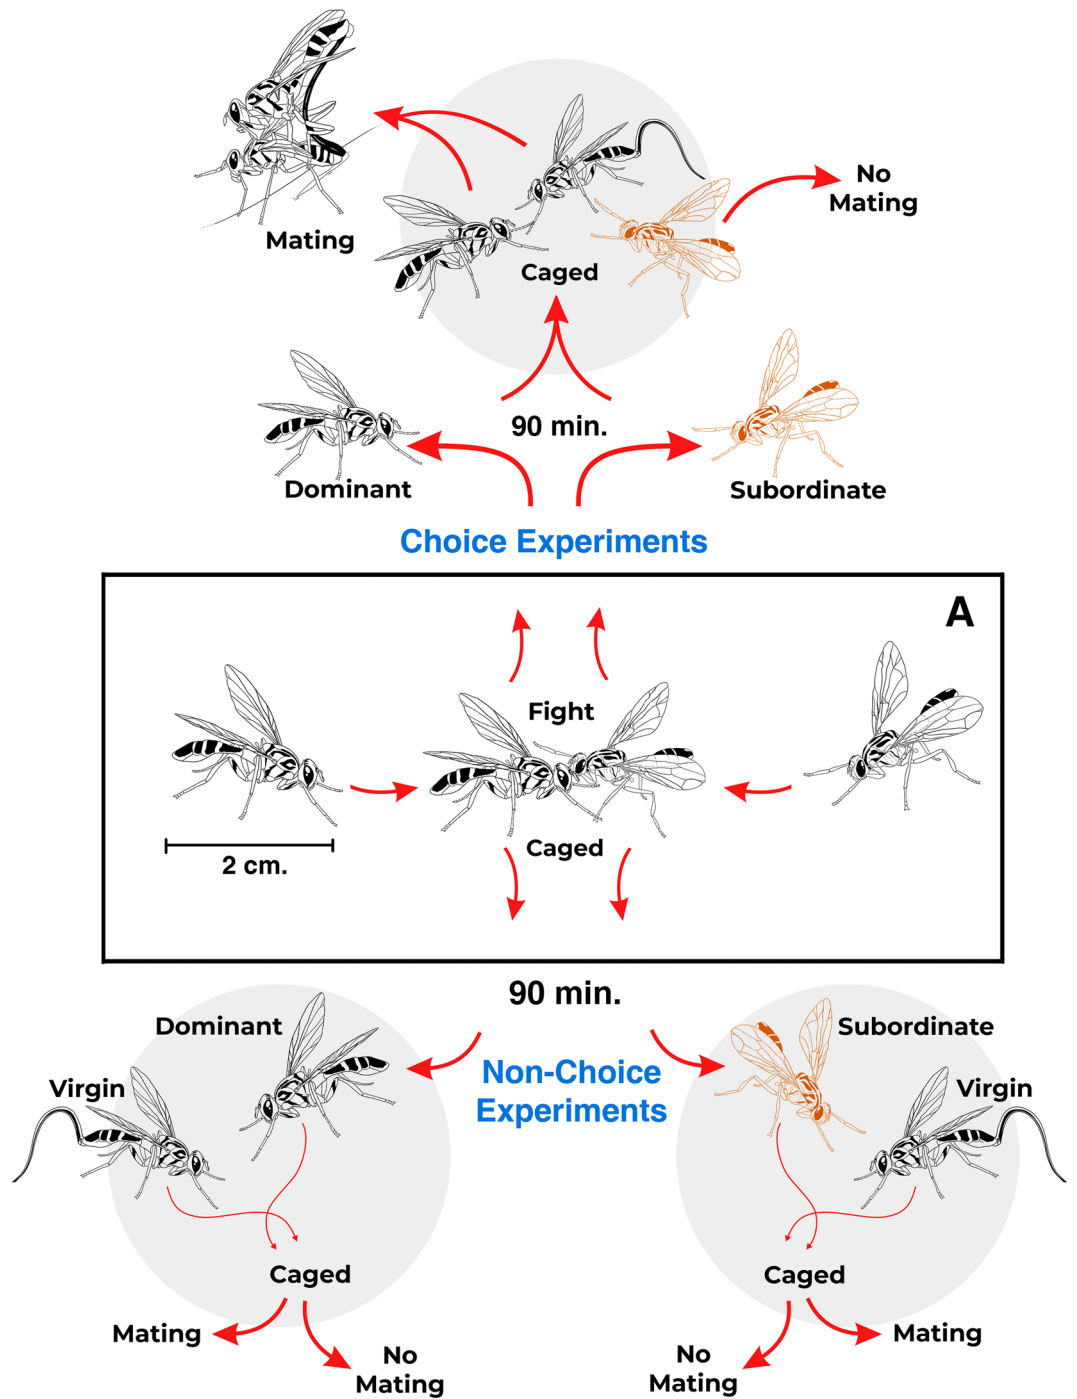 Mating
No
Mating
Caged
90 min.
Dominant
Subordinate
Choice Experiments
A
Fight
Caged
2 cm.
90 min.
Dominant
Subordinate
Virgin
Non-Choice
Experiments
Virgin
Caged
Caged
Mating
No
Mating
No
Mating
Mating